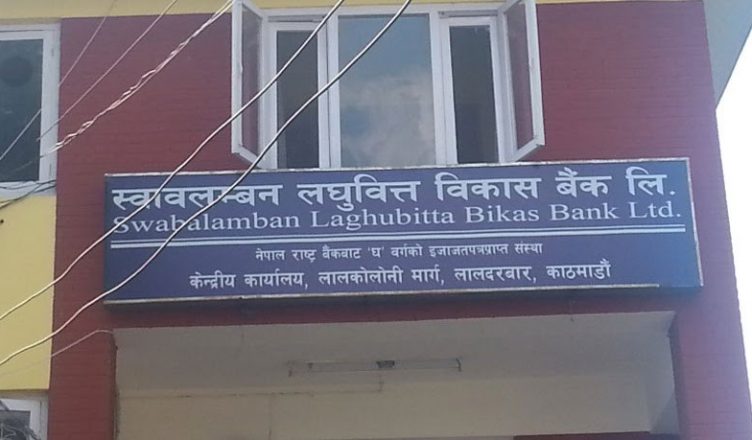 स्वावलम्बन लघुवित्त विकास बैंक लि.
Swabalamban Laghubitta Bikas Bank Ltd.
नेपाल राष्ट्र बैंकबाट 'घ' वर्गको इजाजतपत्रप्राप्त संस्था
केन्द्रीय कार्यालय, लालकोलोनी मार्ग, लालदरबार, काठमाडौं